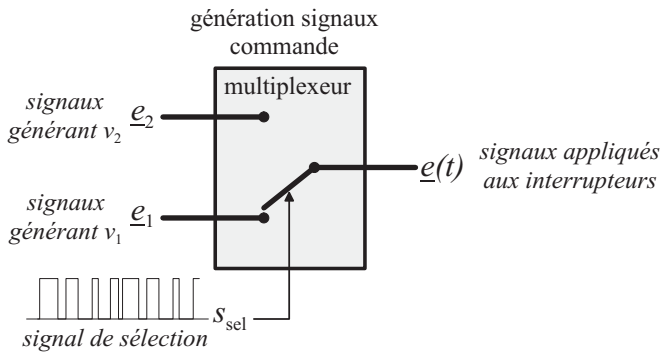 génération signaux
commande
multiplexeur
signaux
générant v₂ e₂
signaux
générant v₁ e₁
e(t) signaux appliqués
aux interrupteurs
s_sel
signal de sélection